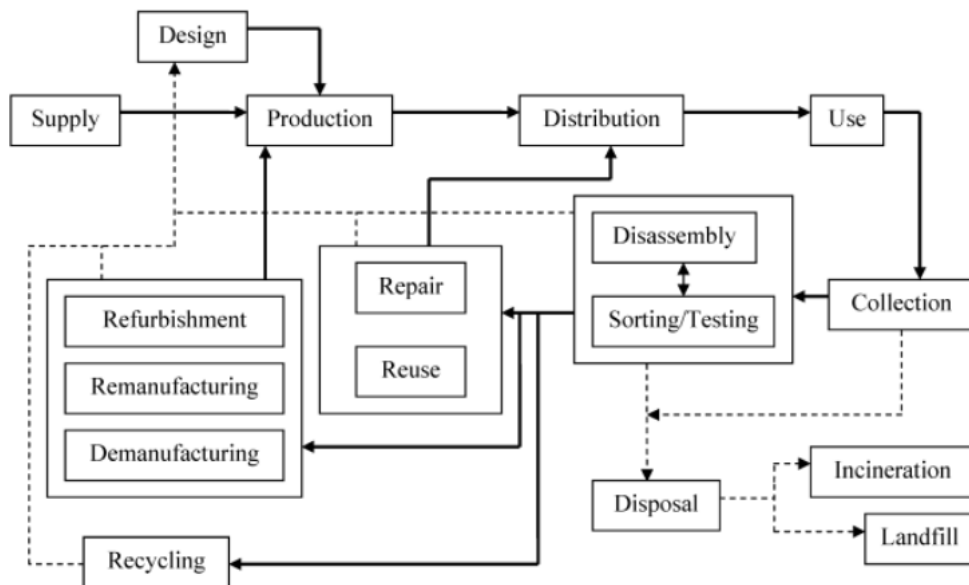 Design
Supply
Production
Distribution
Use
Disassembly
Sorting/Testing
Collection
Repair
Reuse
Refurbishment
Remanufacturing
Demanufacturing
Recycling
Disposal
Incineration
Landfill